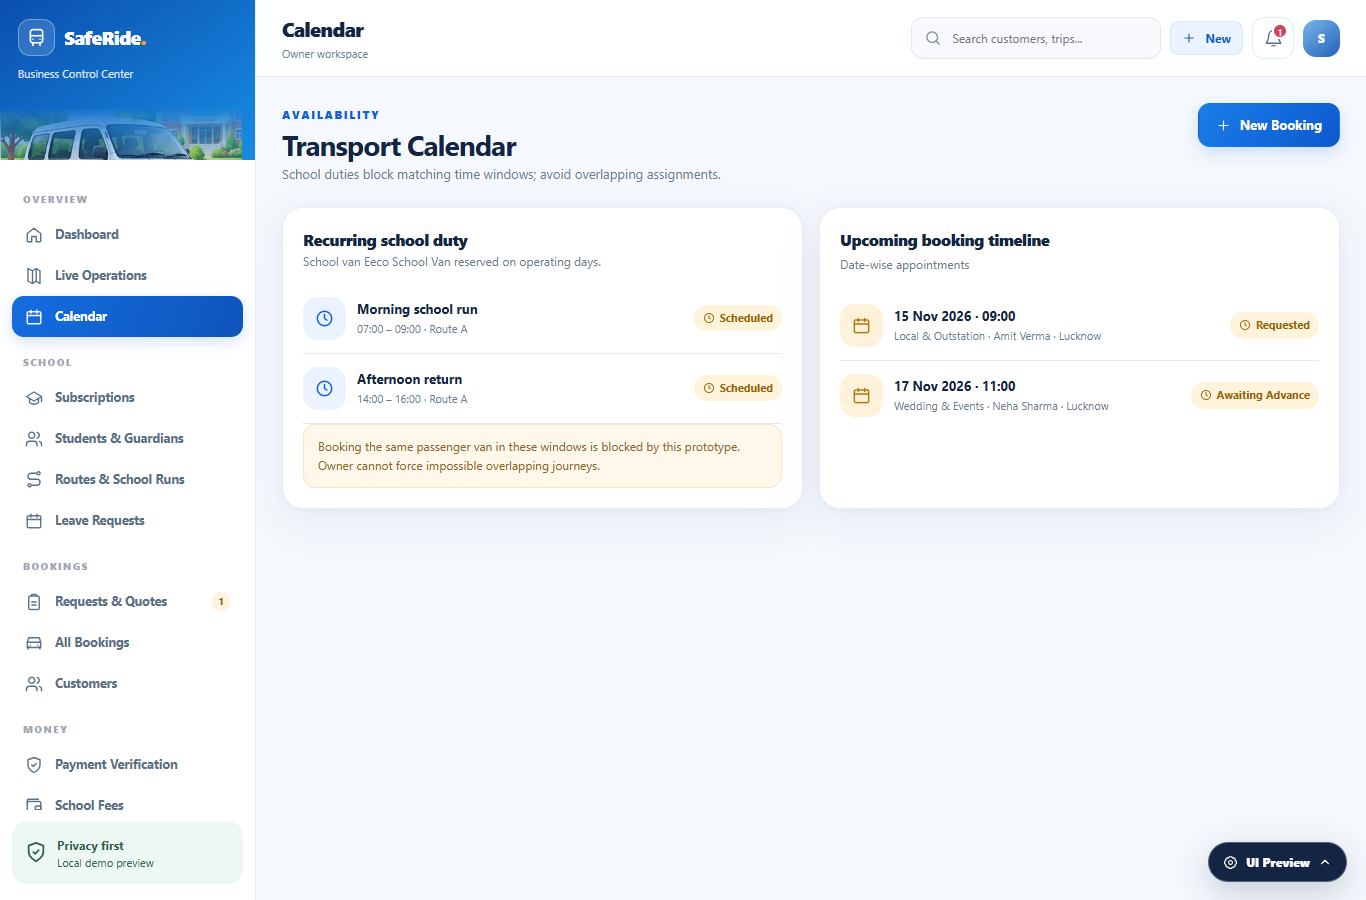 SafeRide.
Business Control Center
OVERVIEW
Dashboard
Live Operations
Calendar
SCHOOL
Subscriptions
Students & Guardians
Routes & School Runs
Leave Requests
BOOKINGS
Requests & Quotes 1
All Bookings
Customers
MONEY
Payment Verification
School Fees
Privacy first
Local demo preview
Calendar
Owner workspace
Search customers, trips...
New
1
S
AVAILABILITY
Transport Calendar
School duties block matching time windows; avoid overlapping assignments.
New Booking
Recurring school duty
School van Eeco School Van reserved on operating days.
Morning school run
07:00 – 09:00 · Route A
Scheduled
Afternoon return
14:00 – 16:00 · Route A
Scheduled
Booking the same passenger van in these windows is blocked by this prototype.
Owner cannot force impossible overlapping journeys.
Upcoming booking timeline
Date-wise appointments
15 Nov 2026 · 09:00
Local & Outstation · Amit Verma · Lucknow
Requested
17 Nov 2026 · 11:00
Wedding & Events · Neha Sharma · Lucknow
Awaiting Advance
UI Preview